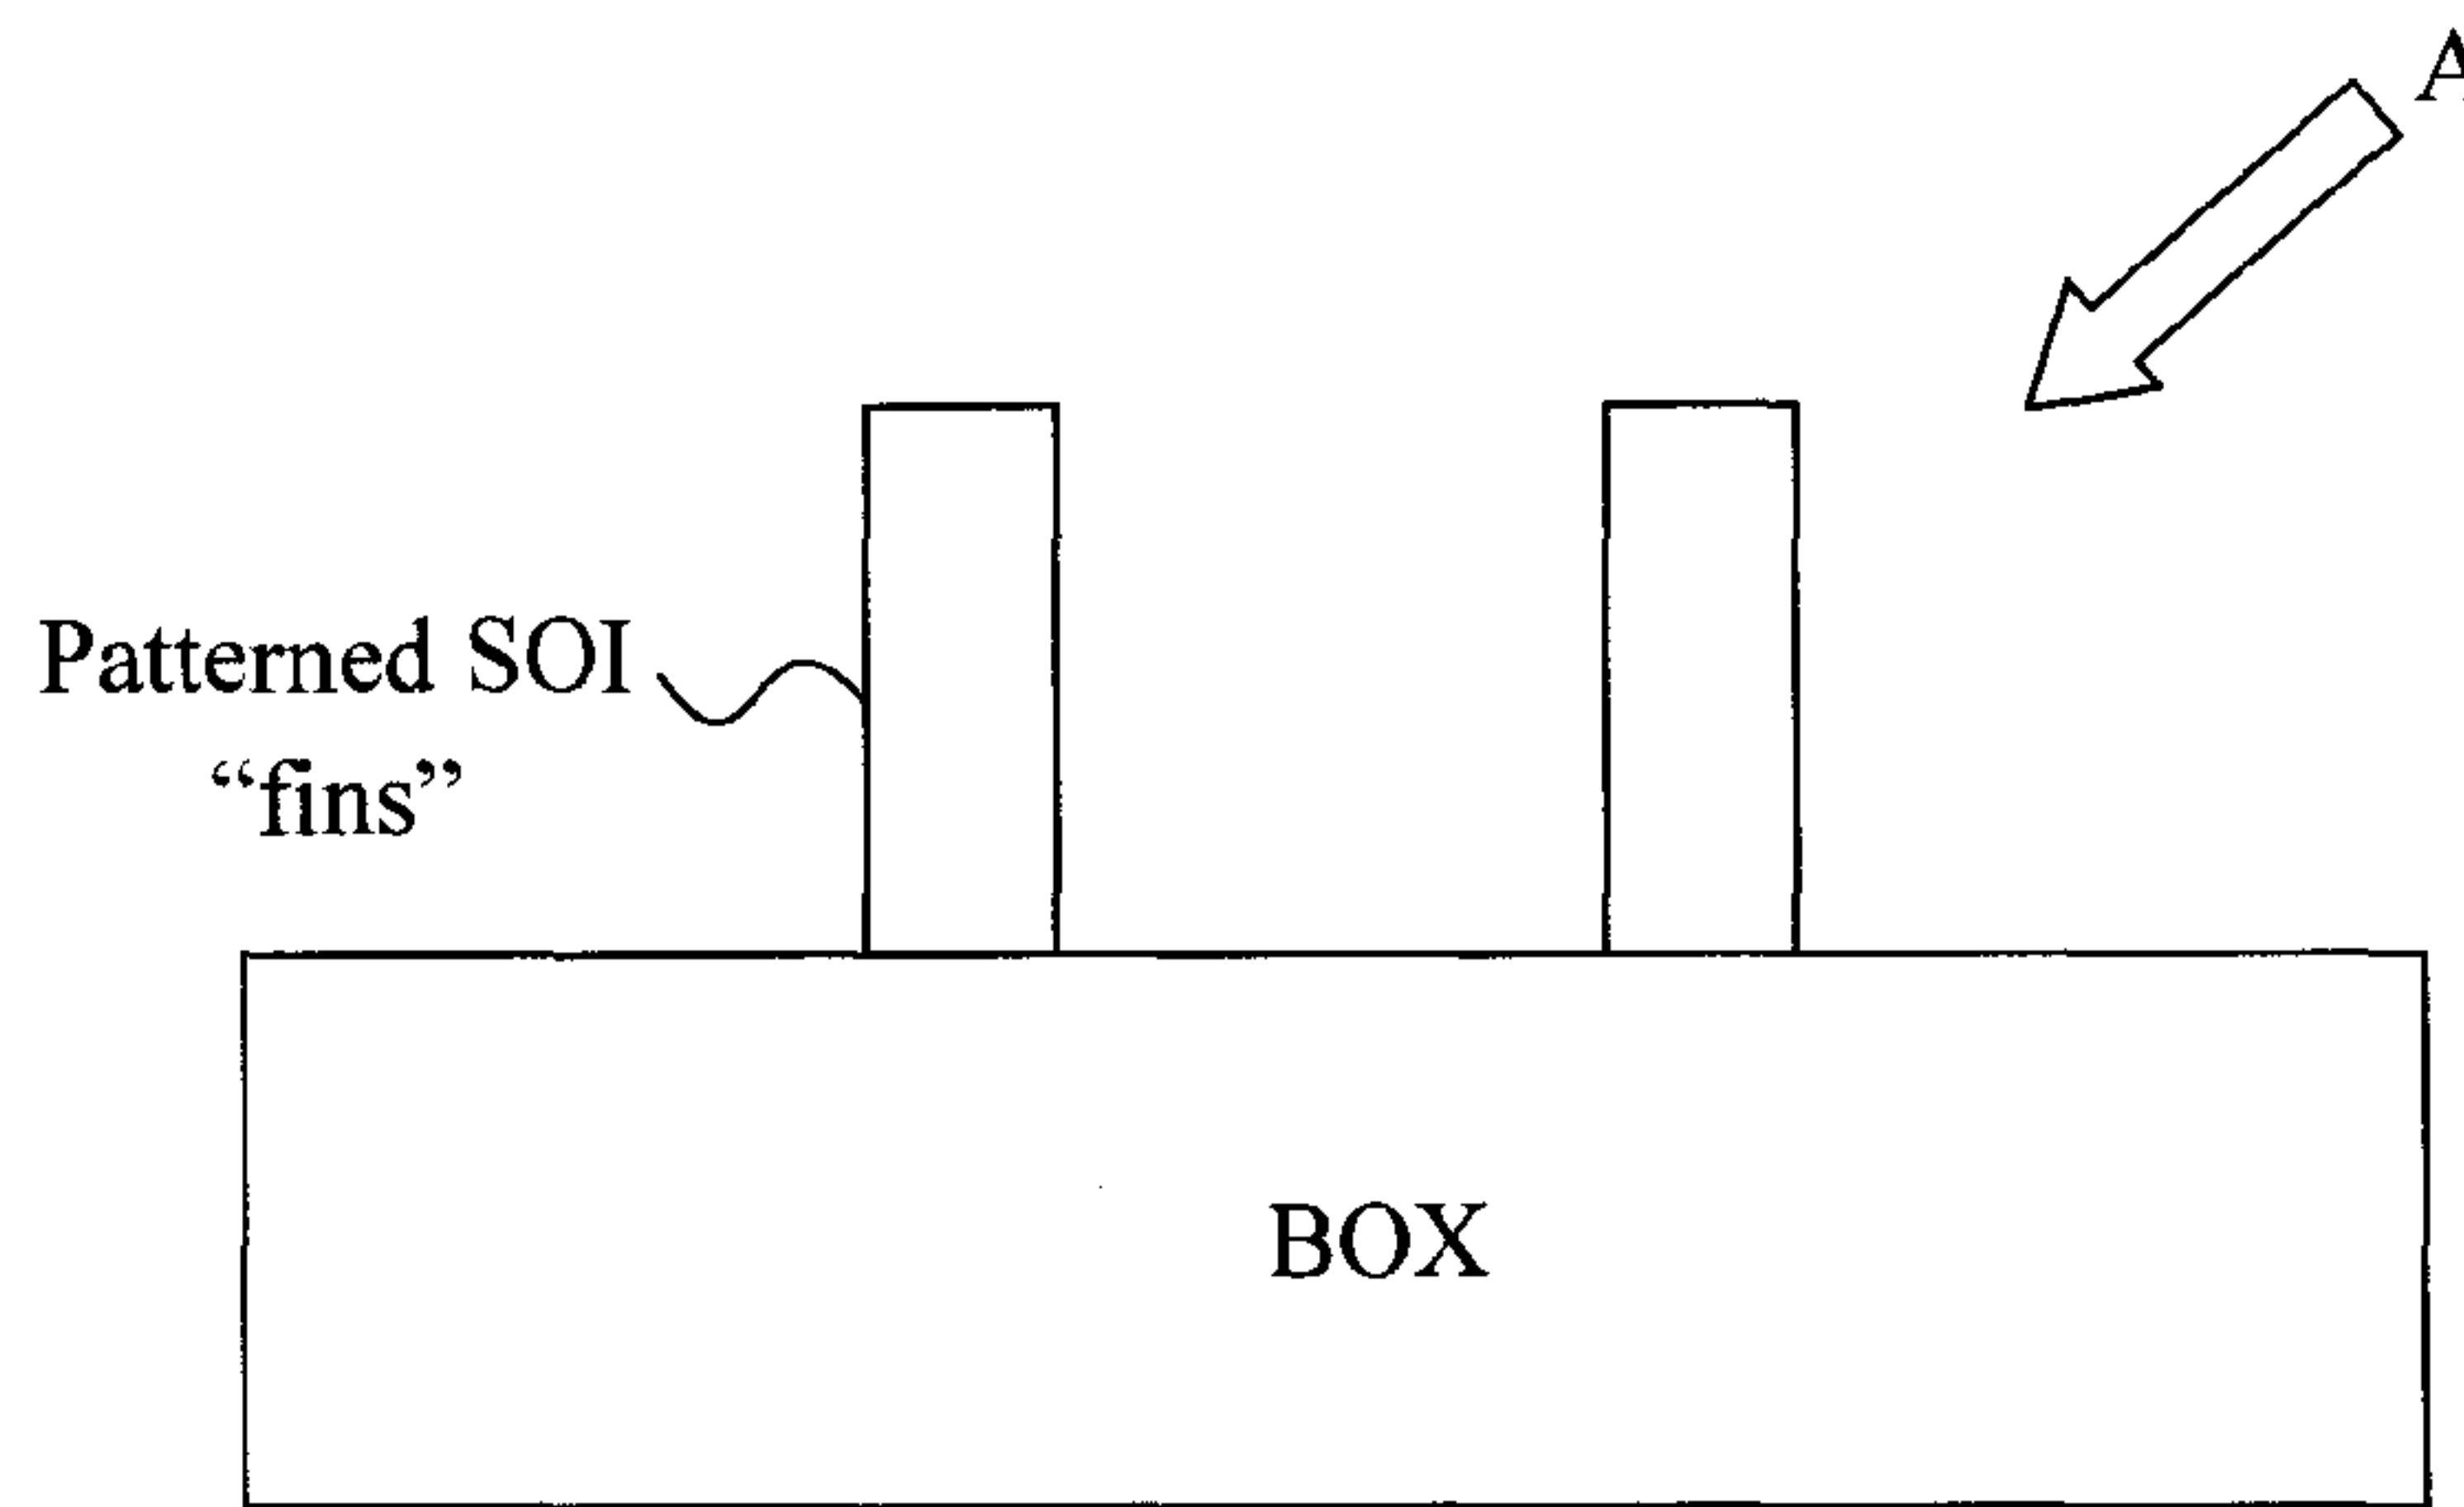 A
Patterned SOI
“fins”
BOX